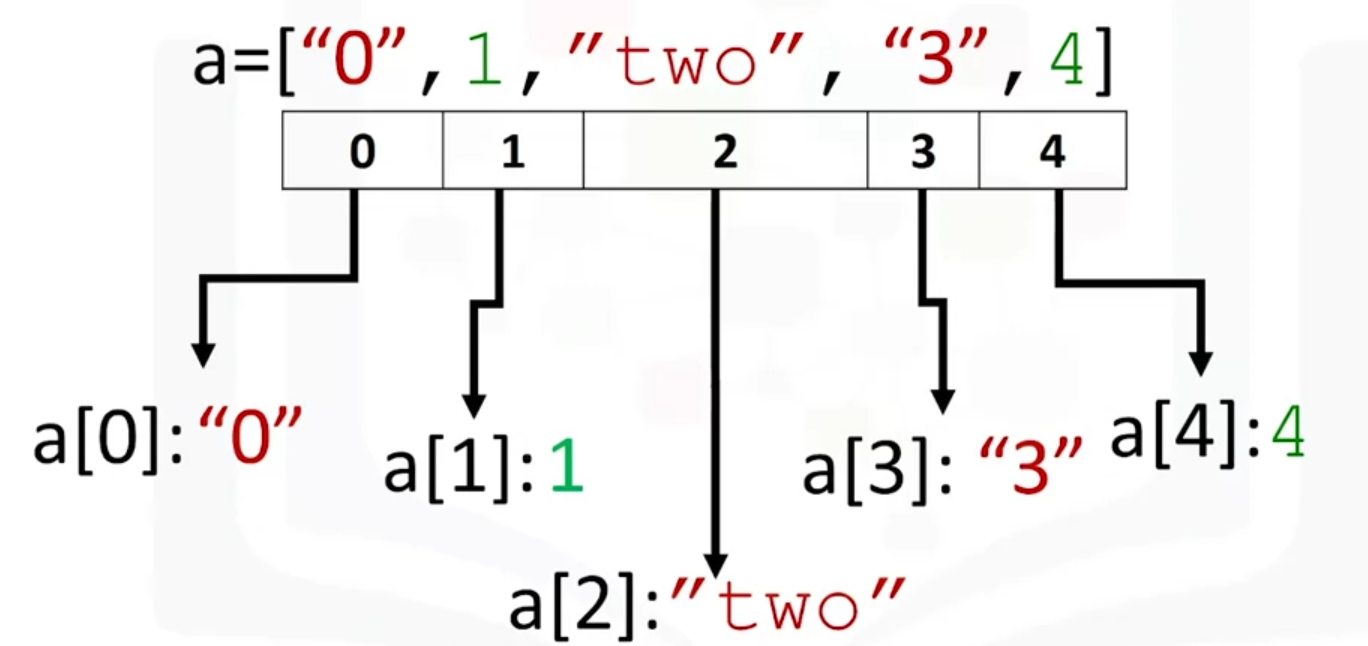 a=[“0”, 1, ”two”, “3”, 4]
0 1 2 3 4
a[0]:“0”
a[1]:1
a[2]:”two”
a[3]: “3”
a[4]:4